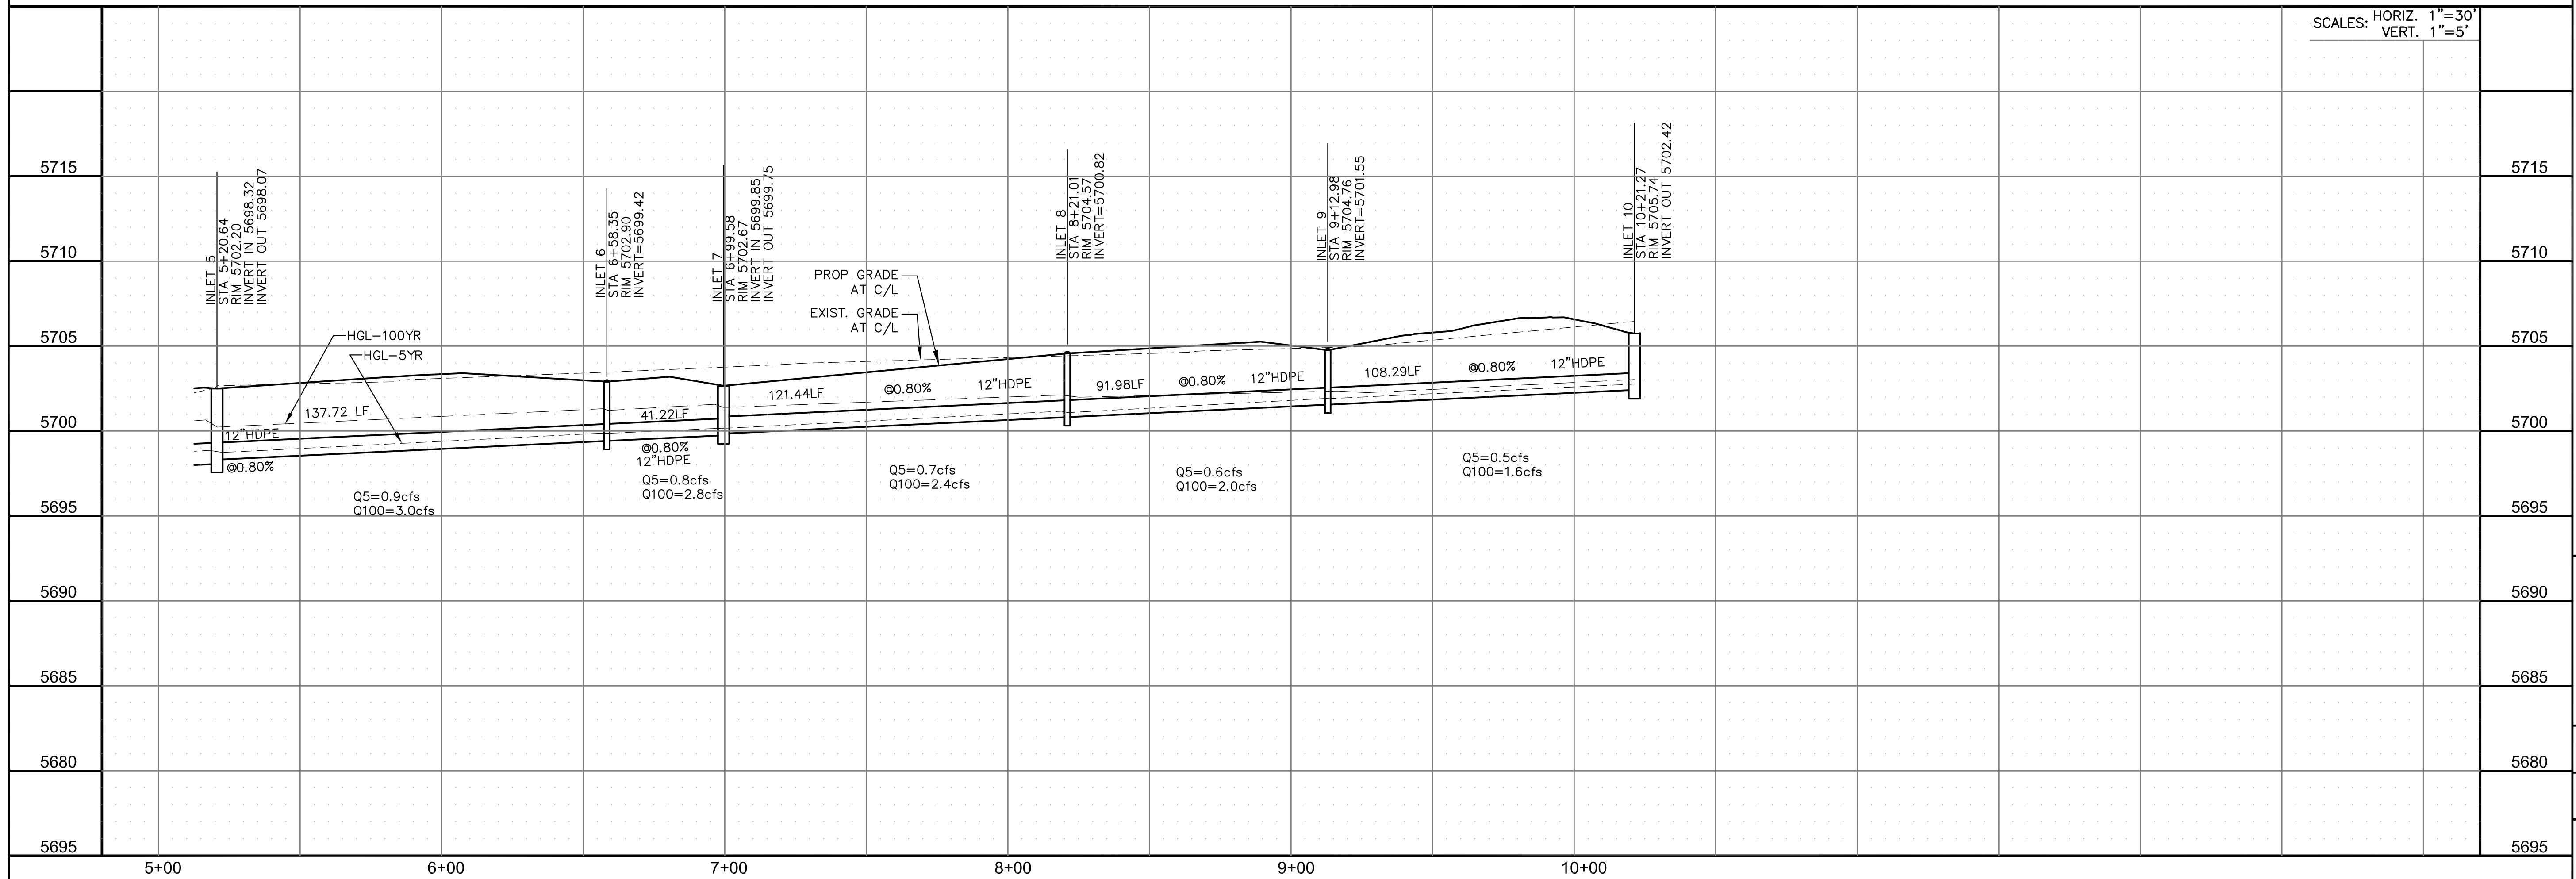 SCALES: HORIZ. 1"=30'
VERT. 1"=5'
5715
5710
5705
5700
5695
5690
5685
5680
5695
INLET 5
STA 5+20.64
RIM 5702.20
INVERT IN 5698.32
INVERT OUT 5698.07
INLET 6
STA 6+58.35
RIM 5702.90
INVERT=5699.42
INLET 7
STA 6+99.58
RIM 5702.67
INVERT IN 5699.85
INVERT OUT 5699.75
INLET 8
STA 8+21.01
RIM 5704.57
INVERT=5700.82
INLET 9
STA 9+12.98
RIM 5704.76
INVERT=5701.55
INLET 10
STA 10+21.27
RIM 5705.74
INVERT OUT 5702.42
PROP GRADE
AT C/L
EXIST. GRADE
AT C/L
HGL-100YR
HGL-5YR
137.72 LF
12"HDPE
@0.80%
Q5=0.9cfs
Q100=3.0cfs
41.22LF
@0.80%
12"HDPE
Q5=0.8cfs
Q100=2.8cfs
121.44LF
@0.80%
12"HDPE
Q5=0.7cfs
Q100=2.4cfs
91.98LF
@0.80%
12"HDPE
Q5=0.6cfs
Q100=2.0cfs
108.29LF
@0.80%
12"HDPE
Q5=0.5cfs
Q100=1.6cfs
5715
5710
5705
5700
5695
5690
5685
5680
5695
5+00
6+00
7+00
8+00
9+00
10+00